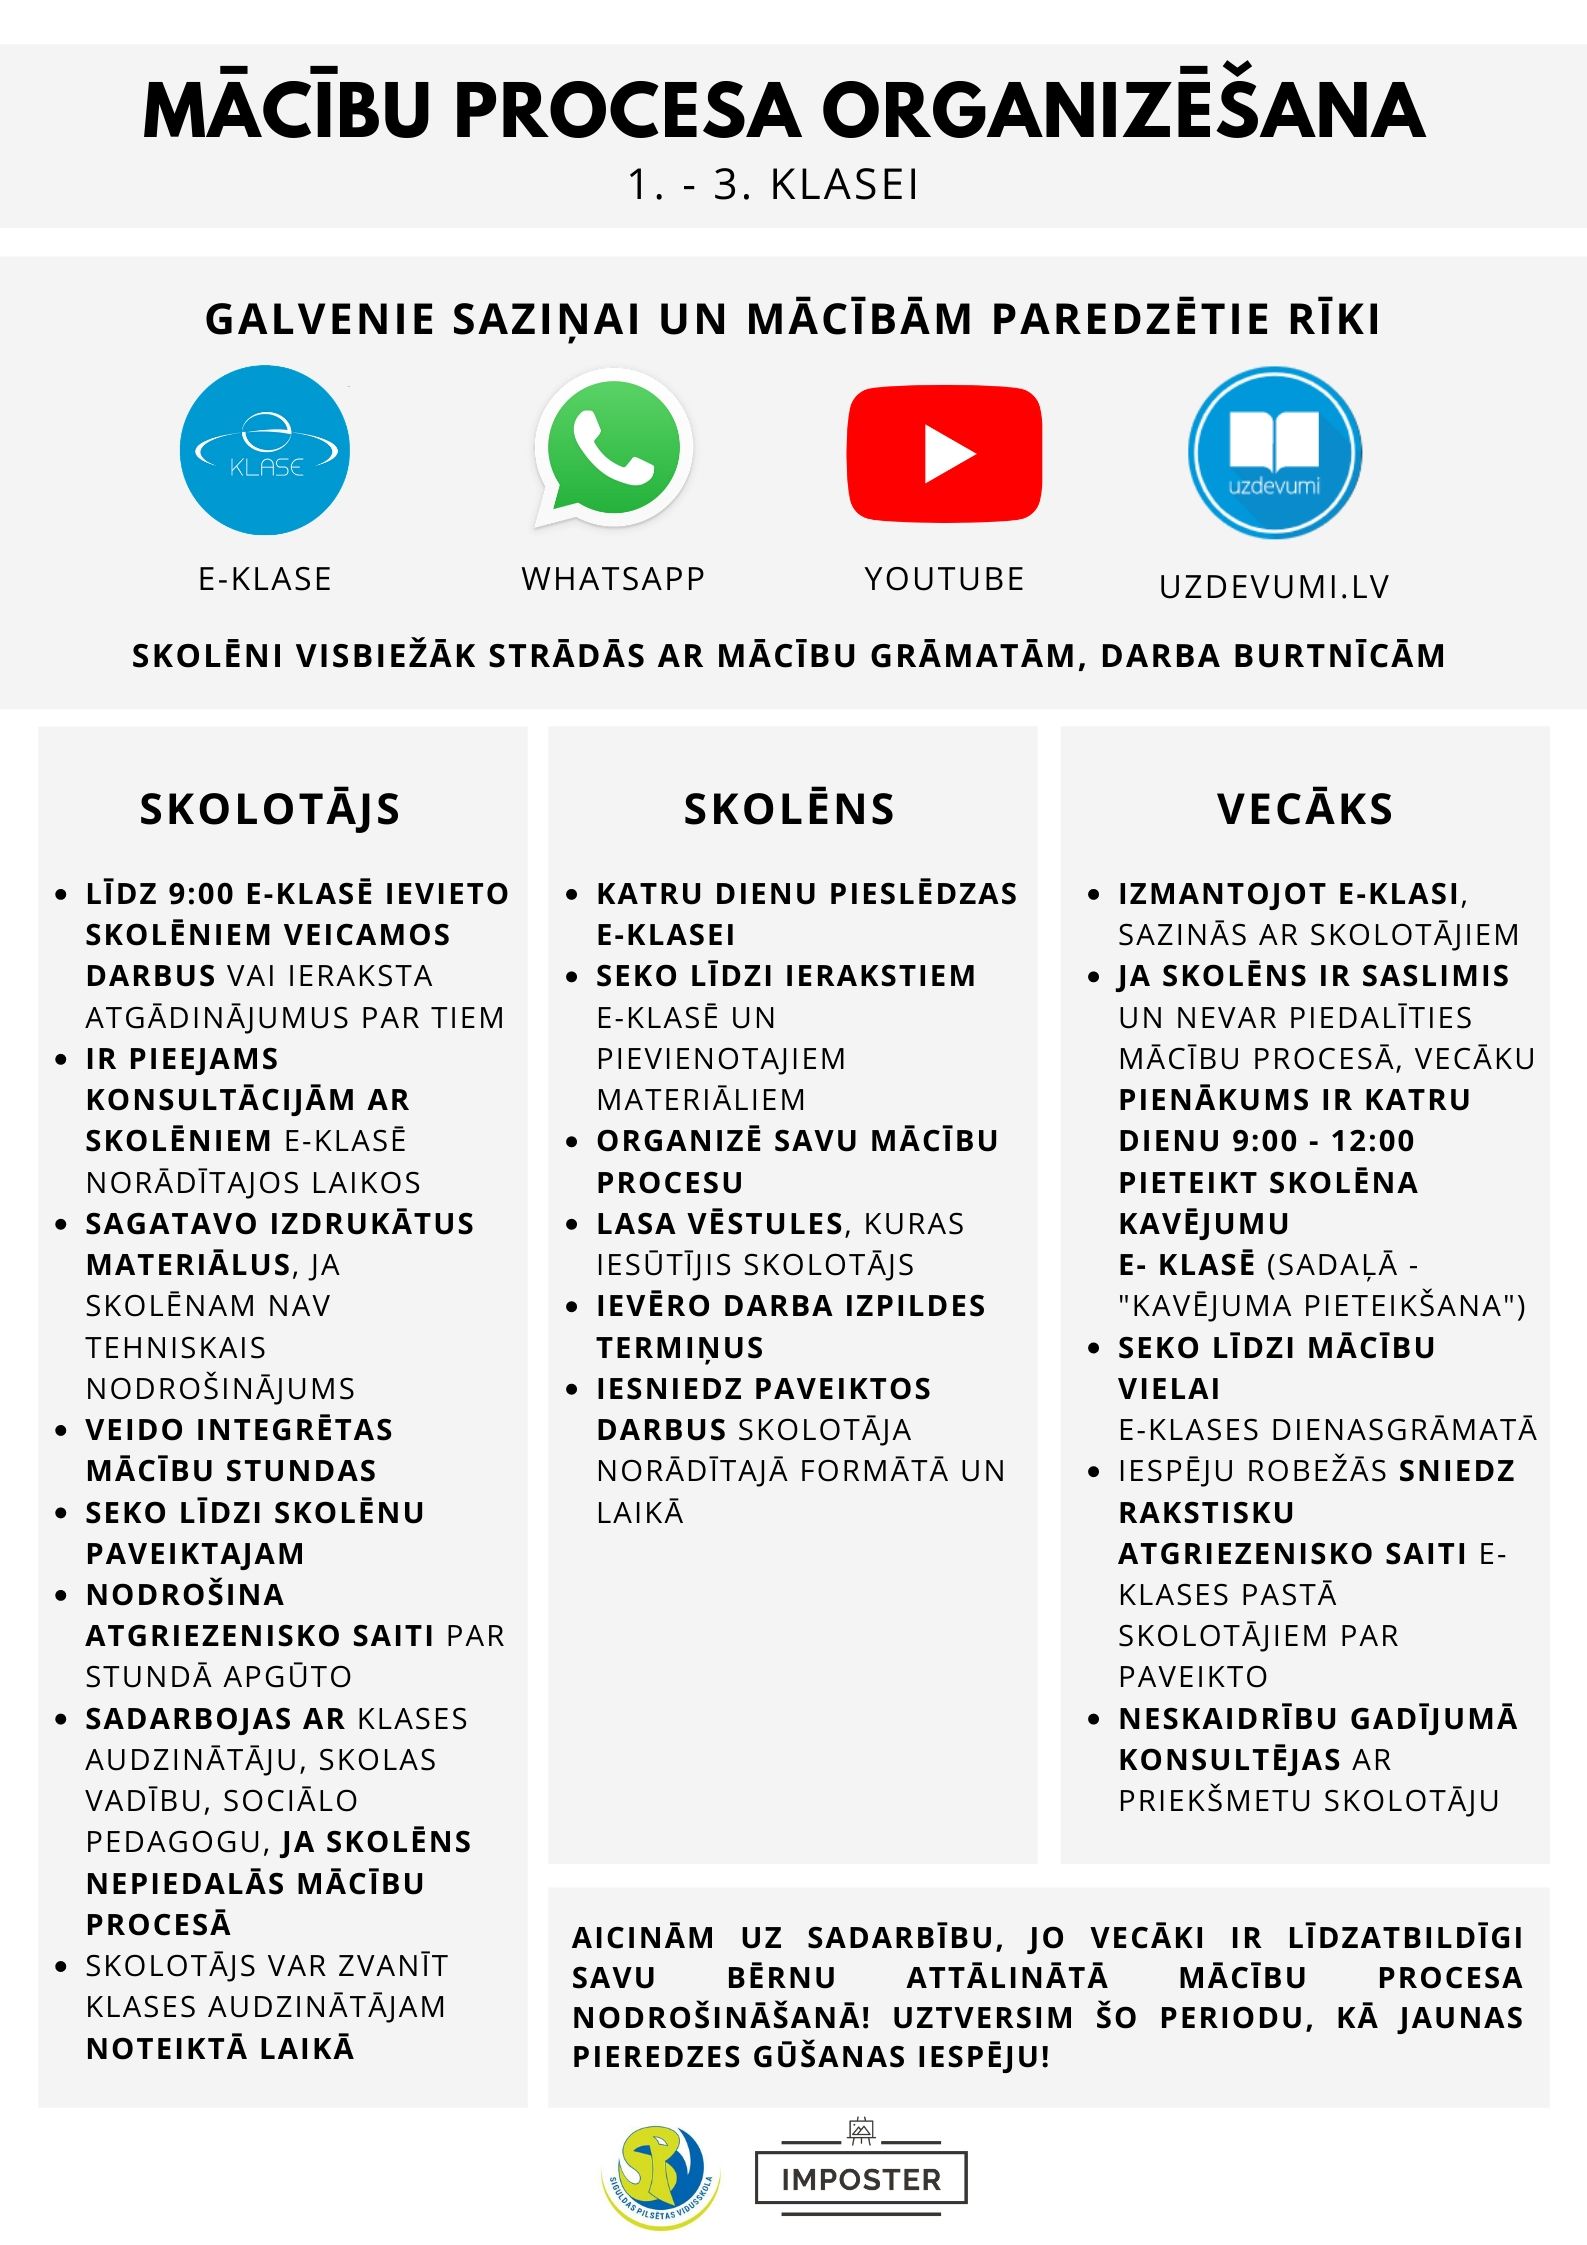 MĀCĪBU PROCESA ORGANIZĒŠANA
1. - 3. KLASEI
GALVENIE SAZIŅAI UN MĀCĪBĀM PAREDZĒTIE RĪKI
e
KLASE
uzdevumi
E-KLASE
WHATSAPP
YOUTUBE
UZDEVUMI.LV
SKOLĒNI VISBIEŽĀK STRĀDĀS AR MĀCĪBU GRĀMATĀM, DARBA BURTNĪCĀM
SKOLOTĀJS
• LĪDZ 9:00 E-KLASĒ IEVIETO
SKOLĒNIEM VEICAMOS
DARBUS VAI IERAKSTA
ATGĀDINĀJUMUS PAR TIEM
• IR PIEEJAMS
KONSULTĀCIJĀM AR
SKOLĒNIEM E-KLASĒ
NORĀDĪTAJOS LAIKOS
• SAGATAVO IZDRUKĀTUS
MATERIĀLUS, JA
SKOLĒNAM NAV
TEHNISKAIS
NODROŠINĀJUMS
• VEIDO INTEGRĒTAS
MĀCĪBU STUNDAS
• SEKO LĪDZI SKOLĒNU
PAVEIKTAJAM
• NODROŠINA
ATGRIEZENISKO SAITI PAR
STUNDĀ APGŪTO
• SADARBOJAS AR KLASES
AUDZINĀTĀJU, SKOLAS
VADĪBU, SOCIĀLO
PEDAGOGU, JA SKOLĒNS
NEPIEDALĀS MĀCĪBU
PROCESĀ
• SKOLOTĀJS VAR ZVANĪT
KLASES AUDZINĀTĀJAM
NOTEIKTĀ LAIKĀ
SKOLĒNS
• KATRU DIENU PIESLĒDZAS
E-KLASEI
• SEKO LĪDZI IERAKSTIEM
E-KLASĒ UN
PIEVIENOTAJIEM
MATERIĀLIEM
• ORGANIZĒ SAVU MĀCĪBU
PROCESU
• LASA VĒSTULES, KURAS
IESŪTĪJIS SKOLOTĀJS
• IEVĒRO DARBA IZPILDES
TERMIŅUS
• IESNIEDZ PAVEIKTOS
DARBUS SKOLOTĀJA
NORĀDĪTAJĀ FORMĀTĀ UN
LAIKĀ
VECĀKS
• IZMANTOJOT E-KLASI,
SAZINĀS AR SKOLOTĀJIEM
• JA SKOLĒNS IR SASLIMIS
UN NEVAR PIEDALĪTIES
MĀCĪBU PROCESĀ, VECĀKU
PIENĀKUMS IR KATRU
DIENU 9:00 - 12:00
PIETEIKT SKOLĒNA
KAVĒJUMU
E- KLASĒ (SADAĻĀ -
"KAVĒJUMA PIETEIKŠANA")
• SEKO LĪDZI MĀCĪBU
VIELAI
E-KLASES DIENASGRĀMATĀ
• IESPĒJU ROBEŽĀS SNIEDZ
RAKSTISKU
ATGRIEZENISKO SAITI E-
KLASES PASTĀ
SKOLOTĀJIEM PAR
PAVEIKTO
• NESKAIDRĪBU GADĪJUMĀ
KONSULTĒJAS AR
PRIEKŠMETU SKOLOTĀJU
AICINĀM UZ SADARBĪBU, JO VECĀKI IR LĪDZATBILDĪGI
SAVU BĒRNU ATTĀLINĀTĀ MĀCĪBU PROCESA
NODROŠINĀŠANĀ! UZTVERSIM ŠO PERIODU, KĀ JAUNAS
PIEREDZES GŪŠANAS IESPĒJU!
SIGULDAS PILSĒTAS VIDUSSKOLA
IMPOSTER